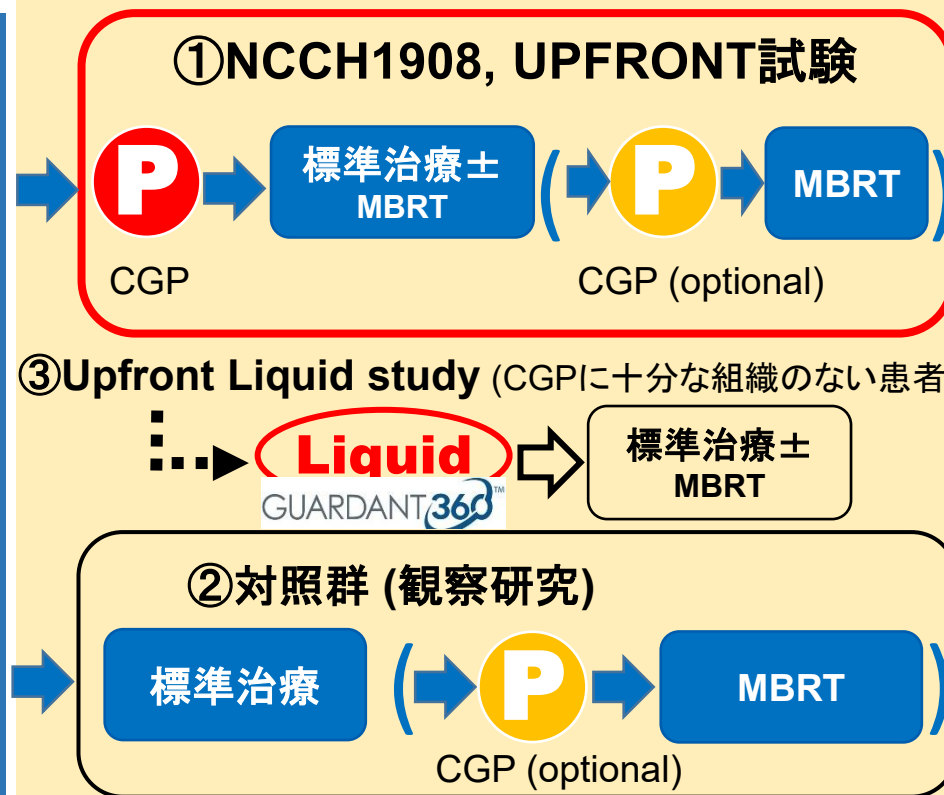 ①NCCH1908, UPFRONT試験
P
標準治療±
MBRT
(
P
MBRT
)
CGP
CGP (optional)
③Upfront Liquid study (CGPに十分な組織のない患者
Liquid
GUARDANT360™
標準治療±
MBRT
②対照群 (観察研究)
標準治療
(
P
MBRT
)
CGP (optional)